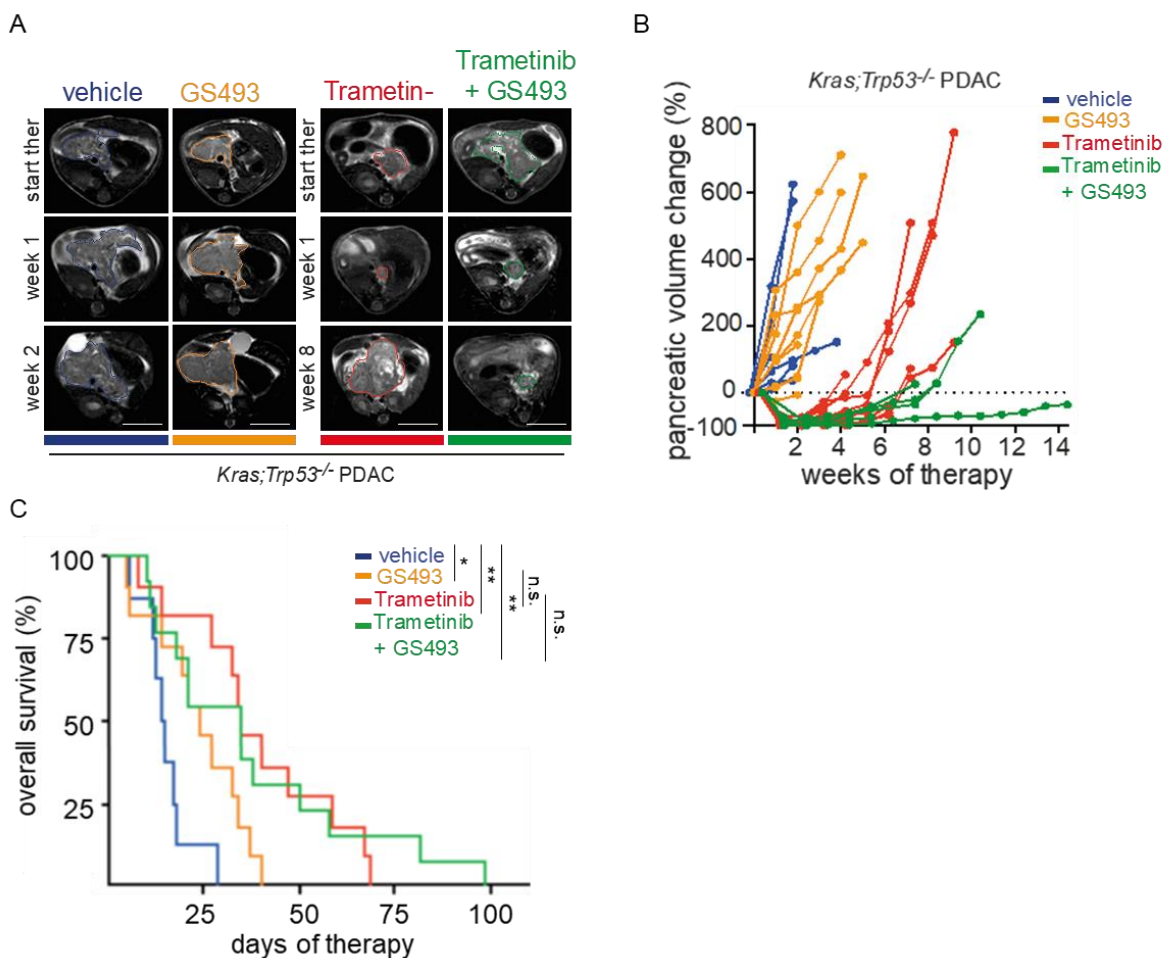 A
vehicle
GS493
Trametin-
Trametinib
+ GS493
start ther
week 1
week 2
start ther
week 1
week 8
Kras;Trp53-/- PDAC
B
Kras;Trp53-/- PDAC
pancreatic volume change (%)
800
600
400
200
0
-100
2
4
6
8
10
12
14
weeks of therapy
vehicle
GS493
Trametinib
Trametinib
+ GS493
C
overall survival (%)
100
75
50
25
25
50
75
100
days of therapy
vehicle
GS493
Trametinib
Trametinib
+ GS493
*
**
**
n.s.
n.s.